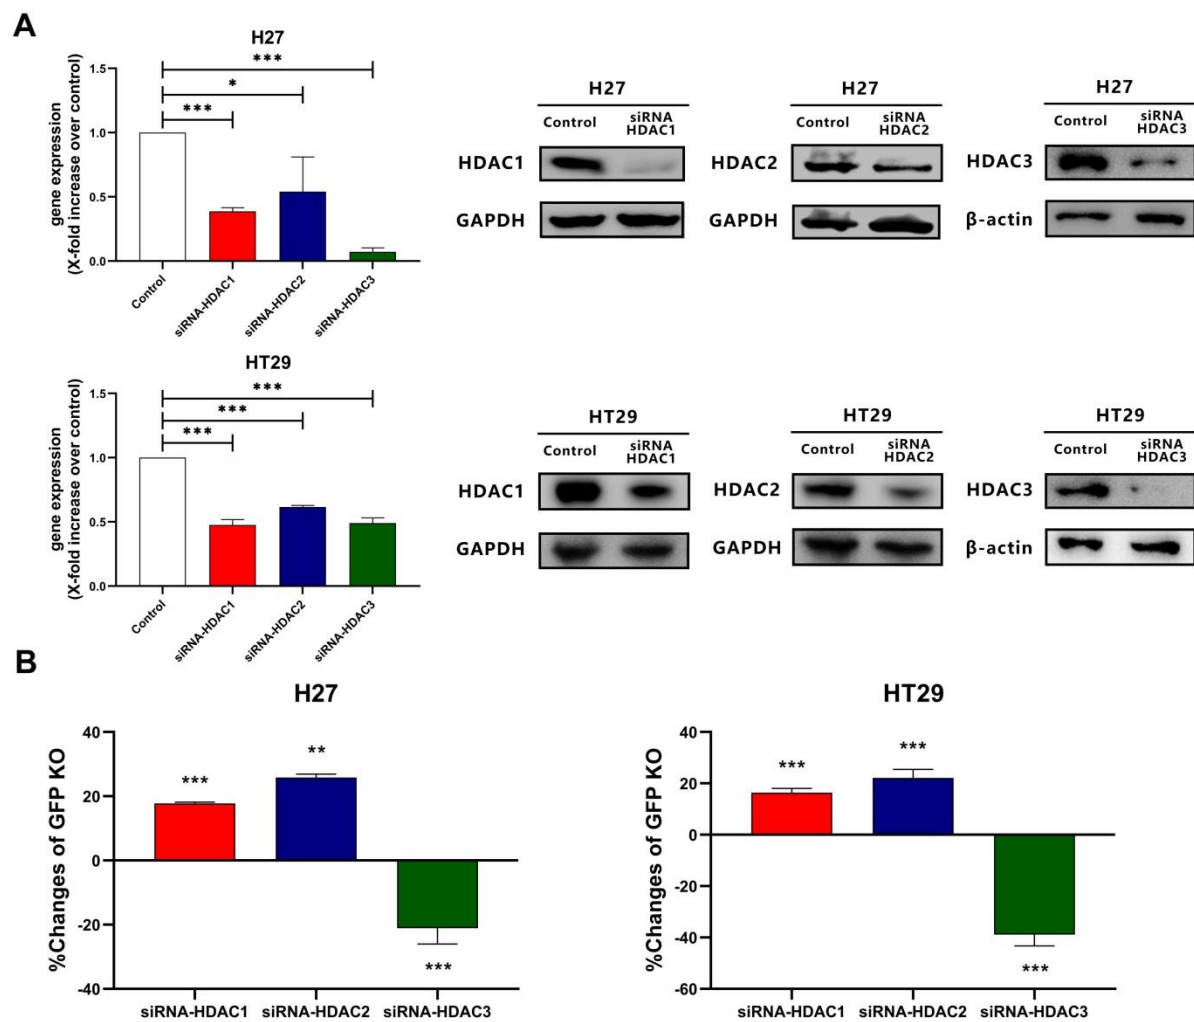 A
H27
gene expression
(X-fold increase over control)
1.5
1.0
0.5
0.0
***
*
***
Control
siRNA-HDAC1
siRNA-HDAC2
siRNA-HDAC3
H27
Control
siRNA
HDAC1
HDAC1
GAPDH
H27
Control
siRNA
HDAC2
HDAC2
GAPDH
H27
Control
siRNA
HDAC3
HDAC3
β-actin
HT29
gene expression
(X-fold increase over control)
1.5
1.0
0.5
0.0
***
***
***
Control
siRNA-HDAC1
siRNA-HDAC2
siRNA-HDAC3
HT29
Control
siRNA
HDAC1
HDAC1
GAPDH
HT29
Control
siRNA
HDAC2
HDAC2
GAPDH
HT29
Control
siRNA
HDAC3
HDAC3
β-actin
B
H27
%Changes of GFP KO
40
20
0
-20
-40
***
**
***
siRNA-HDAC1 siRNA-HDAC2 siRNA-HDAC3
HT29
%Changes of GFP KO
40
20
0
-20
-40
-60
***
***
***
siRNA-HDAC1 siRNA-HDAC2 siRNA-HDAC3